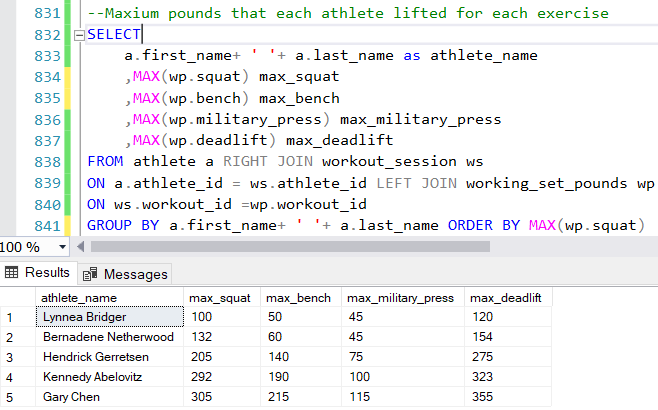 831 --Maxium pounds that each athlete lifted for each exercise
832 SELECT
833 a.first_name+ ' '+ a.last_name as athlete_name
834 ,MAX(wp.squat) max_squat
835 ,MAX(wp.bench) max_bench
836 ,MAX(wp.military_press) max_military_press
837 ,MAX(wp.deadlift) max_deadlift
838 FROM athlete a RIGHT JOIN workout_session ws
839 ON a.athlete_id = ws.athlete_id LEFT JOIN working_set_pounds wp
840 ON ws.workout_id =wp.workout_id
841 GROUP BY a.first_name+ ' '+ a.last_name ORDER BY MAX(wp.squat)
100 %
Results Messages
athlete_name max_squat max_bench max_military_press max_deadlift
1 Lynnea Bridger 100 50 45 120
2 Bernadene Netherwood 132 60 45 154
3 Hendrick Gerretsen 205 140 75 275
4 Kennedy Abelovitz 292 190 100 323
5 Gary Chen 305 215 115 355